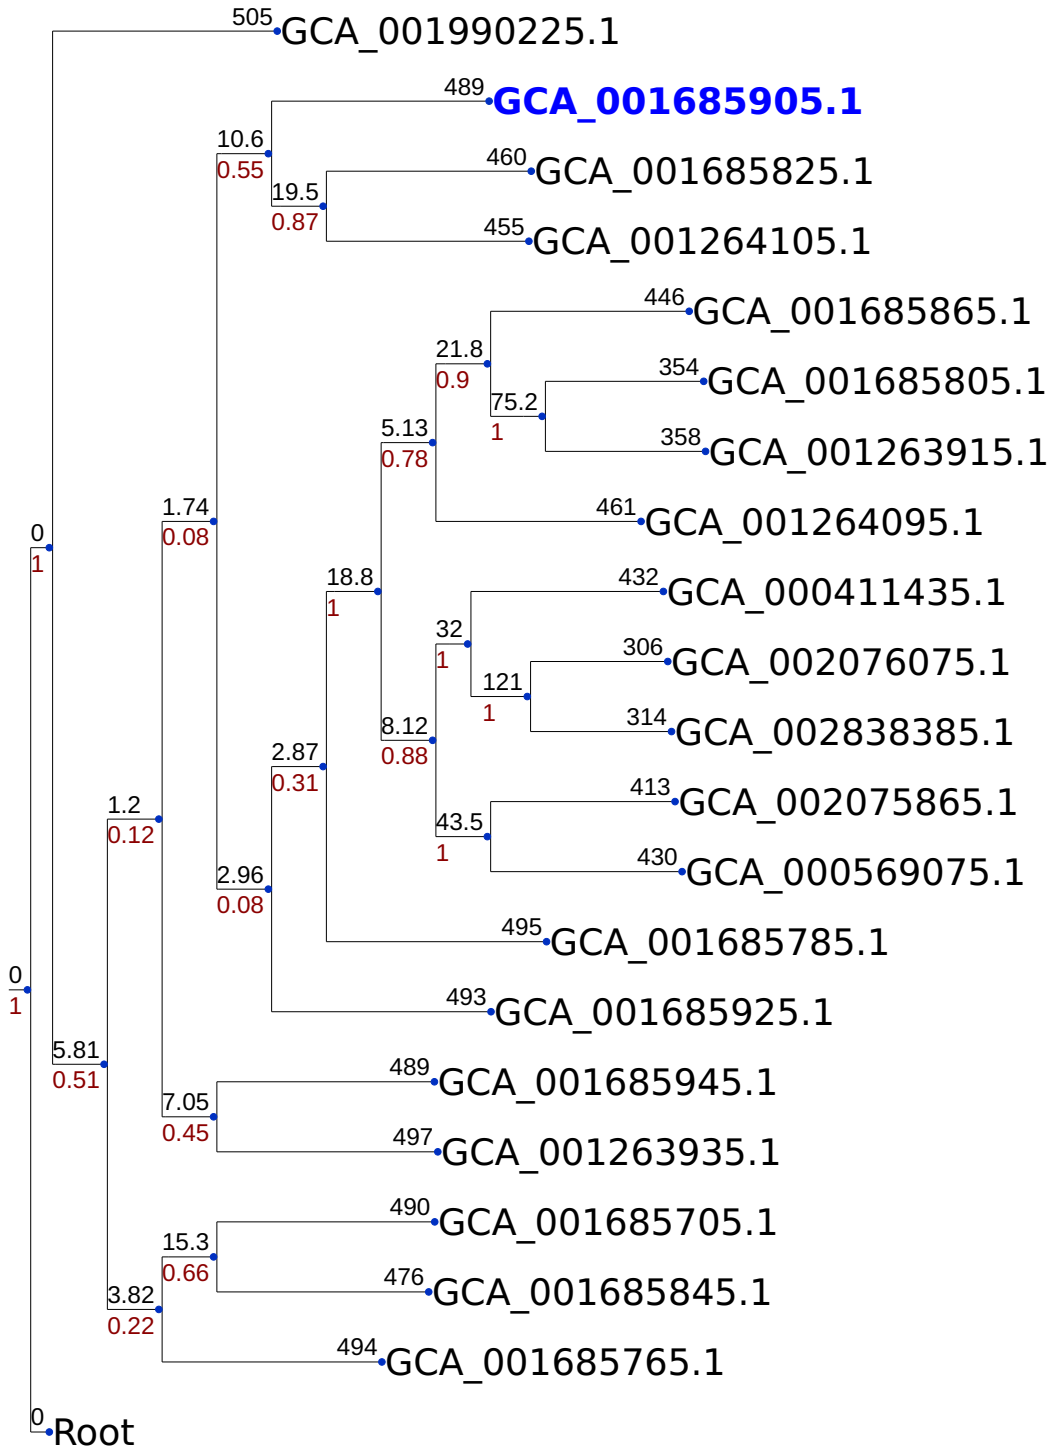 505 GCA_001990225.1
489 GCA_001685905.1
10.6
0.55
460 GCA_001685825.1
19.5
0.87
455 GCA_001264105.1
446 GCA_001685865.1
21.8
0.9
354 GCA_001685805.1
75.2
1
5.13
0.78
358 GCA_001263915.1
1.74
0.08
461 GCA_001264095.1
0
1
18.8
1
432 GCA_000411435.1
32
1
306 GCA_002076075.1
121
1
8.12
0.88
314 GCA_002838385.1
2.87
0.31
413 GCA_002075865.1
1.2
0.12
43.5
1
430 GCA_000569075.1
2.96
0.08
495 GCA_001685785.1
0
1
493 GCA_001685925.1
5.81
0.51
489 GCA_001685945.1
7.05
0.45
497 GCA_001263935.1
490 GCA_001685705.1
15.3
0.66
476 GCA_001685845.1
3.82
0.22
494 GCA_001685765.1
0 Root